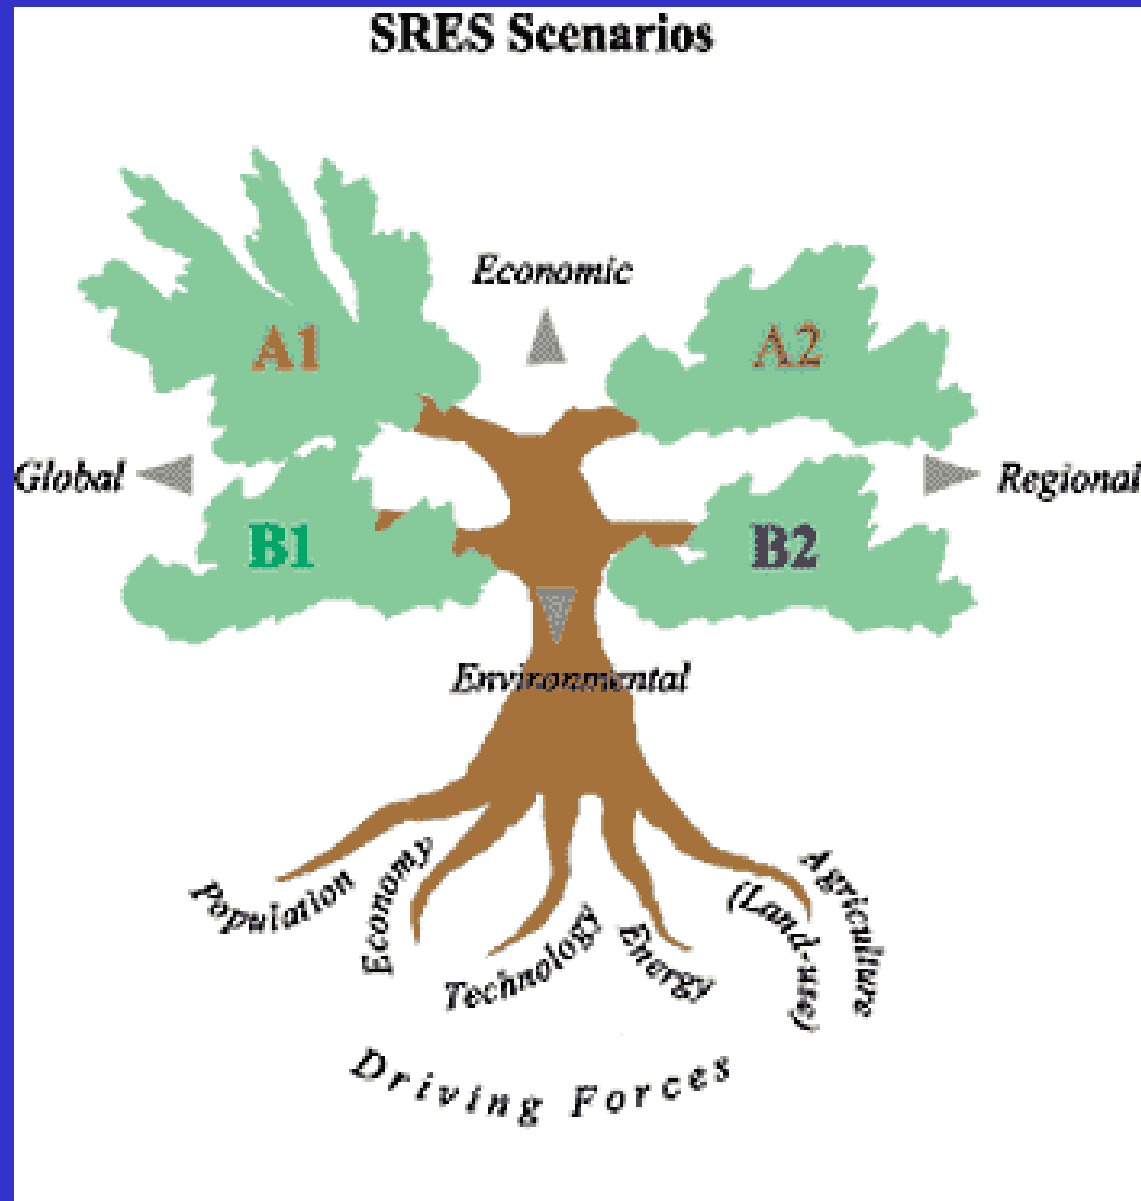 SRES Scenarios
Economic
A1
A2
Global
Regional
B1
B2
Environmental
Population
Economy
Technology
Energy
Agriculture
(Land-use)
Driving Forces